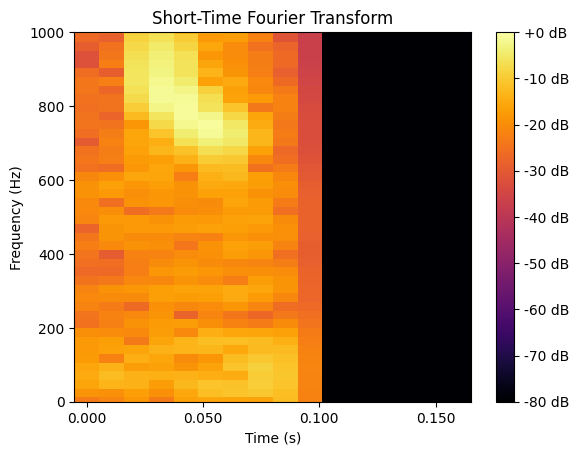 Short-Time Fourier Transform
1000
800
600
400
200
0
Frequency (Hz)
0.000
0.050
0.100
0.150
Time (s)
+0 dB
-10 dB
-20 dB
-30 dB
-40 dB
-50 dB
-60 dB
-70 dB
-80 dB